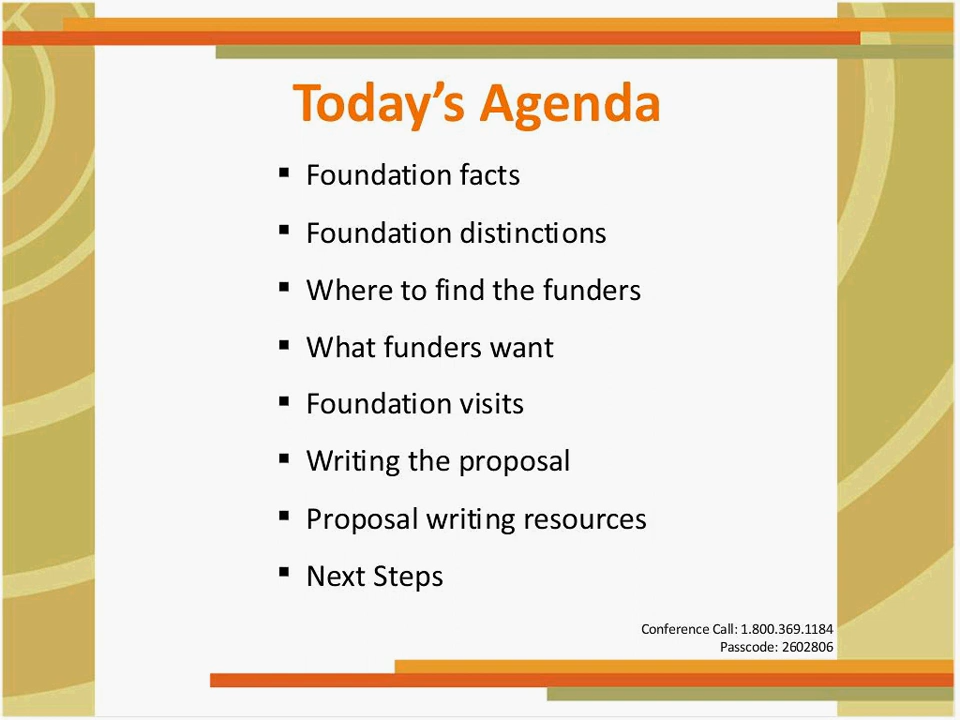 Today’s Agenda
▪ Foundation facts
▪ Foundation distinctions
▪ Where to find the funders
▪ What funders want
▪ Foundation visits
▪ Writing the proposal
▪ Proposal writing resources
▪ Next Steps
Conference Call: 1.800.369.1184
Passcode: 2602806